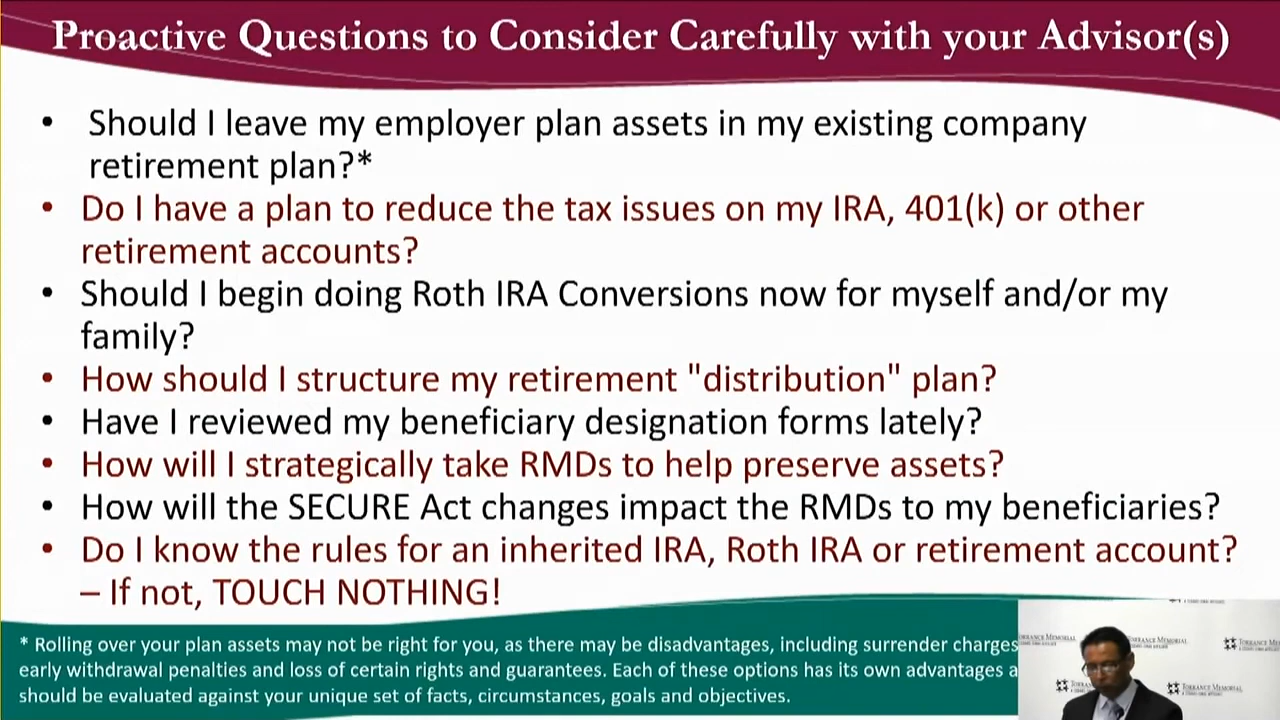 Proactive Questions to Consider Carefully with your Advisor(s)
• Should I leave my employer plan assets in my existing company
retirement plan?*
• Do I have a plan to reduce the tax issues on my IRA, 401(k) or other
retirement accounts?
• Should I begin doing Roth IRA Conversions now for myself and/or my
family?
• How should I structure my retirement "distribution" plan?
• Have I reviewed my beneficiary designation forms lately?
• How will I strategically take RMDs to help preserve assets?
• How will the SECURE Act changes impact the RMDs to my beneficiaries?
• Do I know the rules for an inherited IRA, Roth IRA or retirement account?
– If not, TOUCH NOTHING!
* Rolling over your plan assets may not be right for you, as there may be disadvantages, including surrender charges
early withdrawal penalties and loss of certain rights and guarantees. Each of these options has its own advantages a
should be evaluated against your unique set of facts, circumstances, goals and objectives.
Torrance Memorial
Torrance Memorial